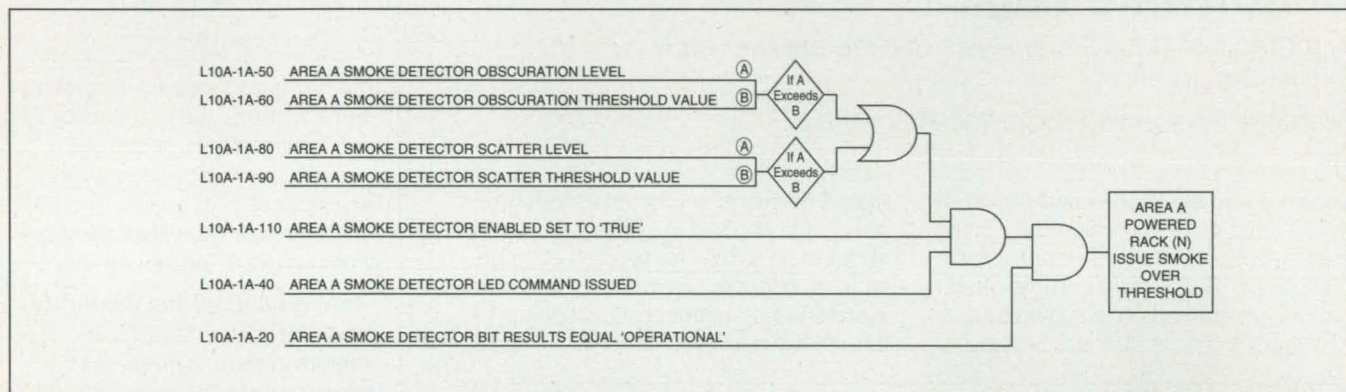 L10A-1A-50 AREA A SMOKE DETECTOR OBSCURATION LEVEL Ⓐ
L10A-1A-60 AREA A SMOKE DETECTOR OBSCURATION THRESHOLD VALUE Ⓑ
If A
Exceeds
B
L10A-1A-80 AREA A SMOKE DETECTOR SCATTER LEVEL Ⓐ
L10A-1A-90 AREA A SMOKE DETECTOR SCATTER THRESHOLD VALUE Ⓑ
If A
Exceeds
B
L10A-1A-110 AREA A SMOKE DETECTOR ENABLED SET TO 'TRUE'
L10A-1A-40 AREA A SMOKE DETECTOR LED COMMAND ISSUED
L10A-1A-20 AREA A SMOKE DETECTOR BIT RESULTS EQUAL 'OPERATIONAL'
AREA A
POWERED
RACK (N)
ISSUE SMOKE
OVER
THRESHOLD